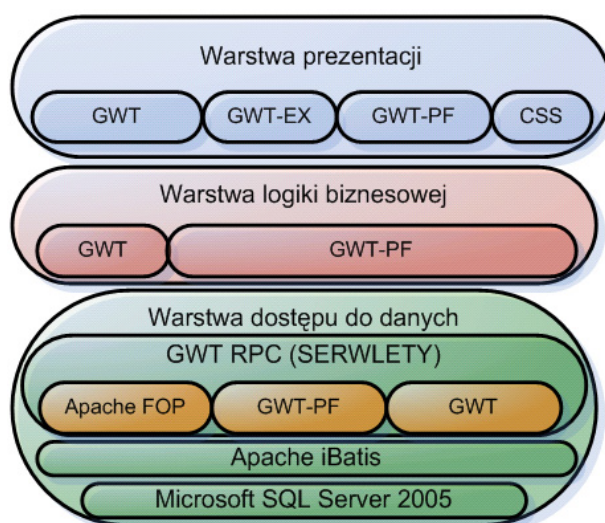 Warstwa prezentacji
GWT GWT-EX GWT-PF CSS
Warstwa logiki biznesowej
GWT GWT-PF
Warstwa dostępu do danych
GWT RPC (SERWLETY)
Apache FOP GWT-PF GWT
Apache iBatis
Microsoft SQL Server 2005